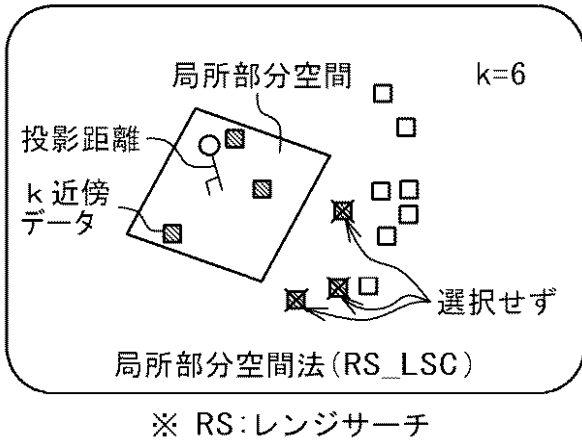 k=6
局所部分空間
投影距離
k近傍
データ
選択せず
局所部分空間法(RS_LSC)
※ RS:レンジサーチ